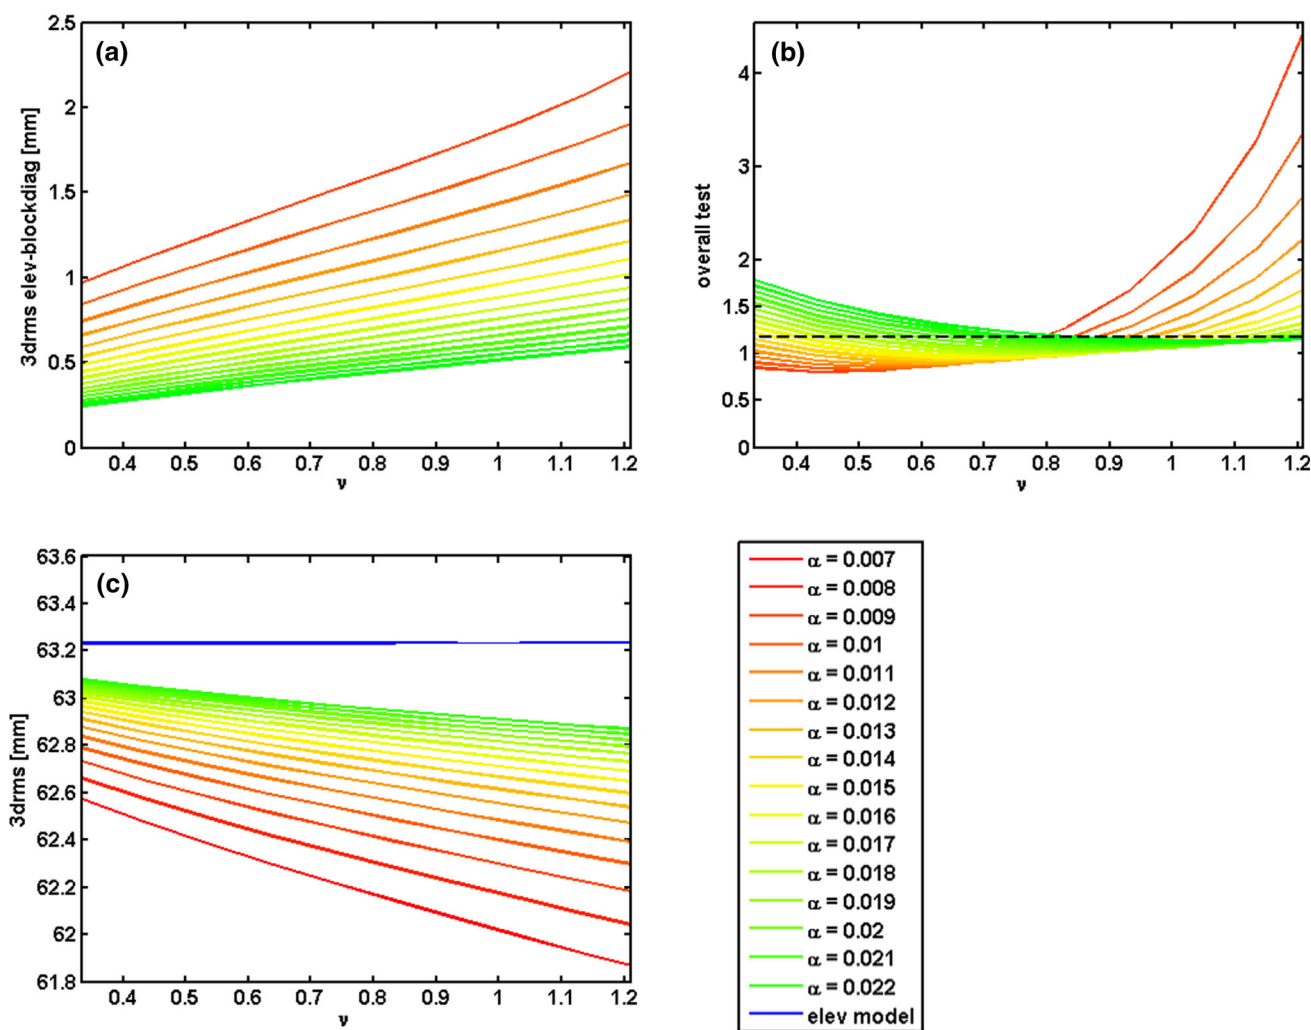 (a)
3drms elev-blockdiag [mm]
2.5
2
1.5
1
0.5
0
0.4 0.5 0.6 0.7 0.8 0.9 1 1.1 1.2
ν
(b)
overall test
4
3
2
1.5
1
0.5
0
0.4 0.5 0.6 0.7 0.8 0.9 1 1.1 1.2
ν
(c)
3drms [mm]
63.6
63.4
63.2
63
62.8
62.6
62.4
62.2
62
61.8
0.4 0.5 0.6 0.7 0.8 0.9 1 1.1 1.2
ν
α = 0.007
α = 0.008
α = 0.009
α = 0.01
α = 0.011
α = 0.012
α = 0.013
α = 0.014
α = 0.015
α = 0.016
α = 0.017
α = 0.018
α = 0.019
α = 0.02
α = 0.021
α = 0.022
elev model